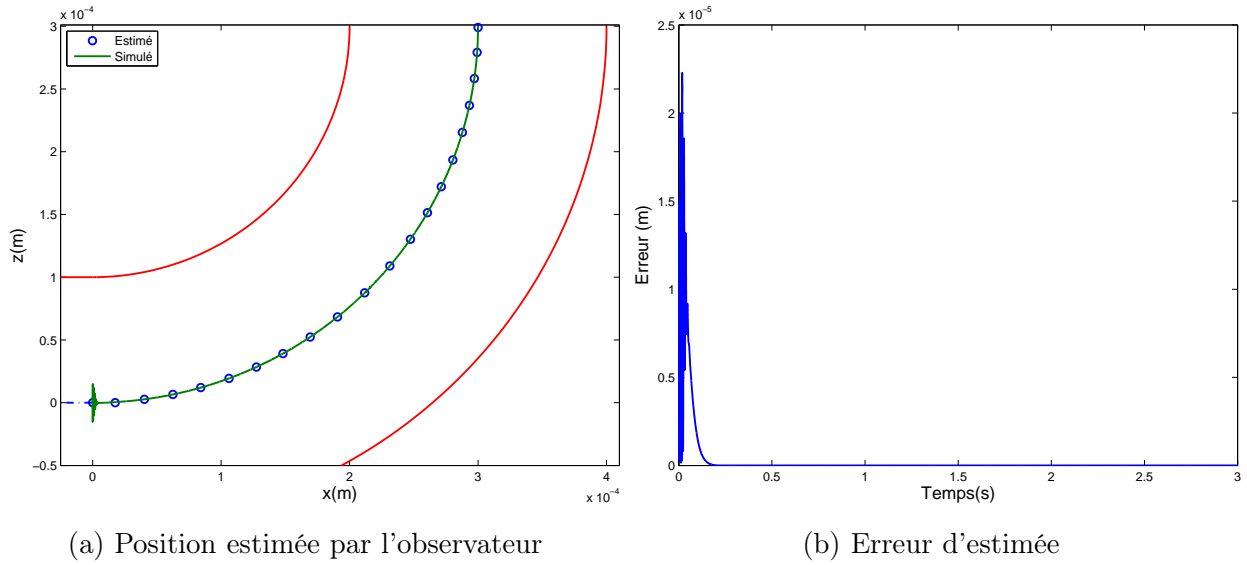 x 10⁻⁴
3
2.5
2
1.5
1
0.5
0
−0.5
z(m)
Estimé
Simulé
0
1
2
3
4
x(m)
x 10⁻⁴
x 10⁻⁵
2.5
2
1.5
1
0.5
0
Erreur (m)
0
0.5
1
1.5
2
2.5
3
Temps(s)
(a) Position estimée par l'observateur
(b) Erreur d'estimée